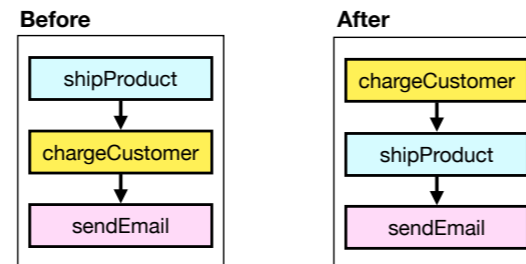 Before
shipProduct
chargeCustomer
sendEmail
After
chargeCustomer
shipProduct
sendEmail